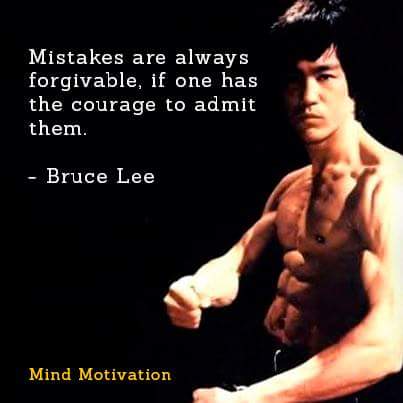 Mistakes are always
forgivable, if one has
the courage to admit
them.
- Bruce Lee
Mind Motivation